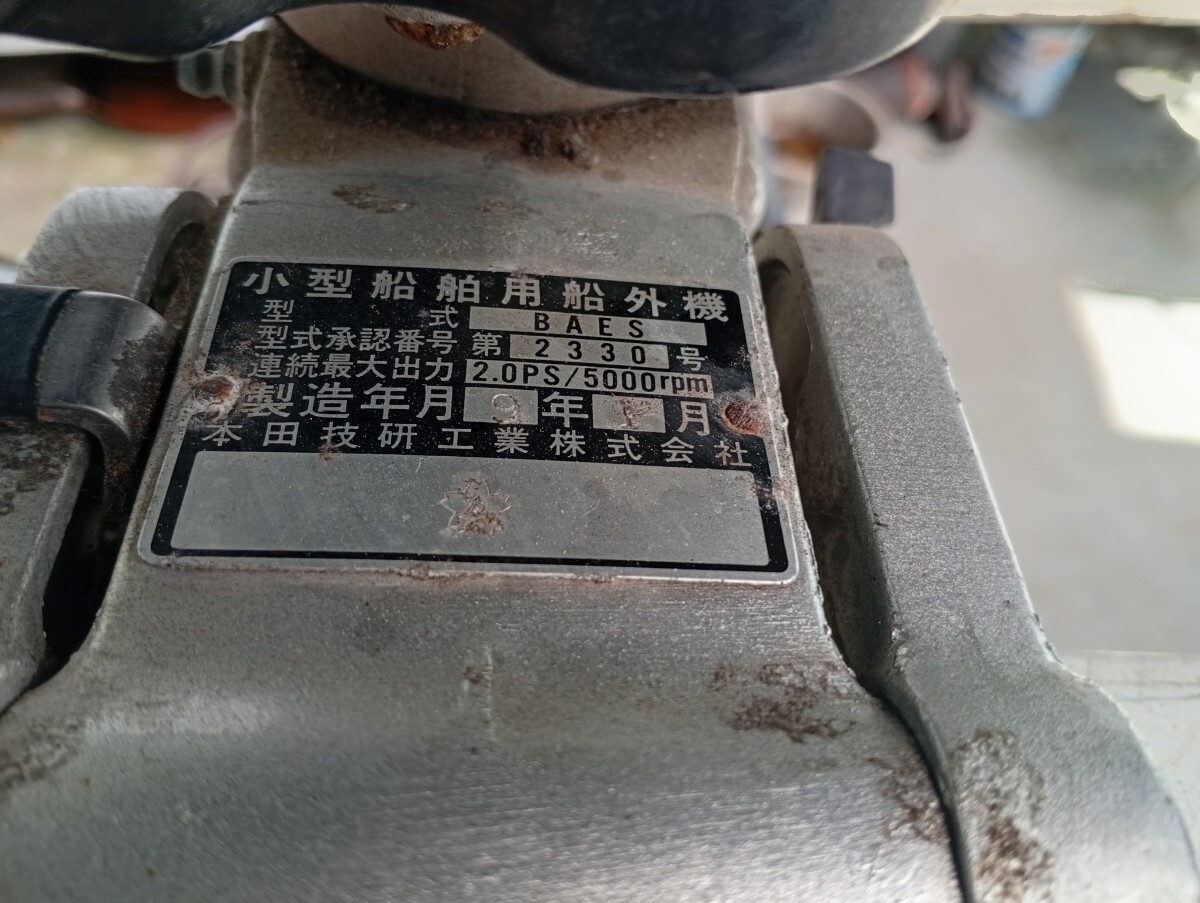 小型船舶用船外機
型式 BAES
型式承認番号 第 2330 号
連続最大出力 2.0PS/5000rpm
製造年月 9年 月
本田技研工業株式会社